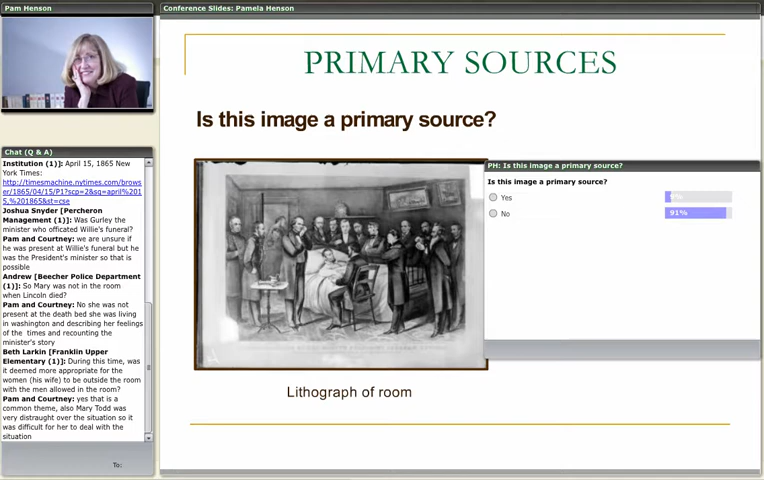 Pam Henson
Conference Slides: Pamela Henson
PRIMARY SOURCES
Is this image a primary source?
Lithograph of room
PH: Is this image a primary source?
Is this image a primary source?
Yes
No
91%
Chat (Q & A)
Institution (1)]: April 15, 1865 New
York Times:
http://timesmachine.nytimes.com/brows
er/1865/04/15/P1?scp=2&sq=april%201
5,%201865&st=cse
Joshua Snyder [Percheron
Management (1)]: Was Gurley the
minister who officated Willie's funeral?
Pam and Courtney: we are unsure if
he was present at Willie's funeral but he
was the President's minister so that is
possible
Andrew [Beecher Police Department
(1)]: So Mary was not in the room
when Lincoln died?
Pam and Courtney: No she was not
present at the death bed she was living
in washington and describing her feelings
of the times and recounting the
minister's story
Beth Larkin [Franklin Upper
Elementary (1)]: During this time, was
it deemed more appropriate for the
women (his wife) to be outside the room
with the men allowed in the room?
Pam and Courtney: yes that is a
common theme, also Mary Todd was
very distraught over the situation so it
was difficult for her to deal with the
situation
To: